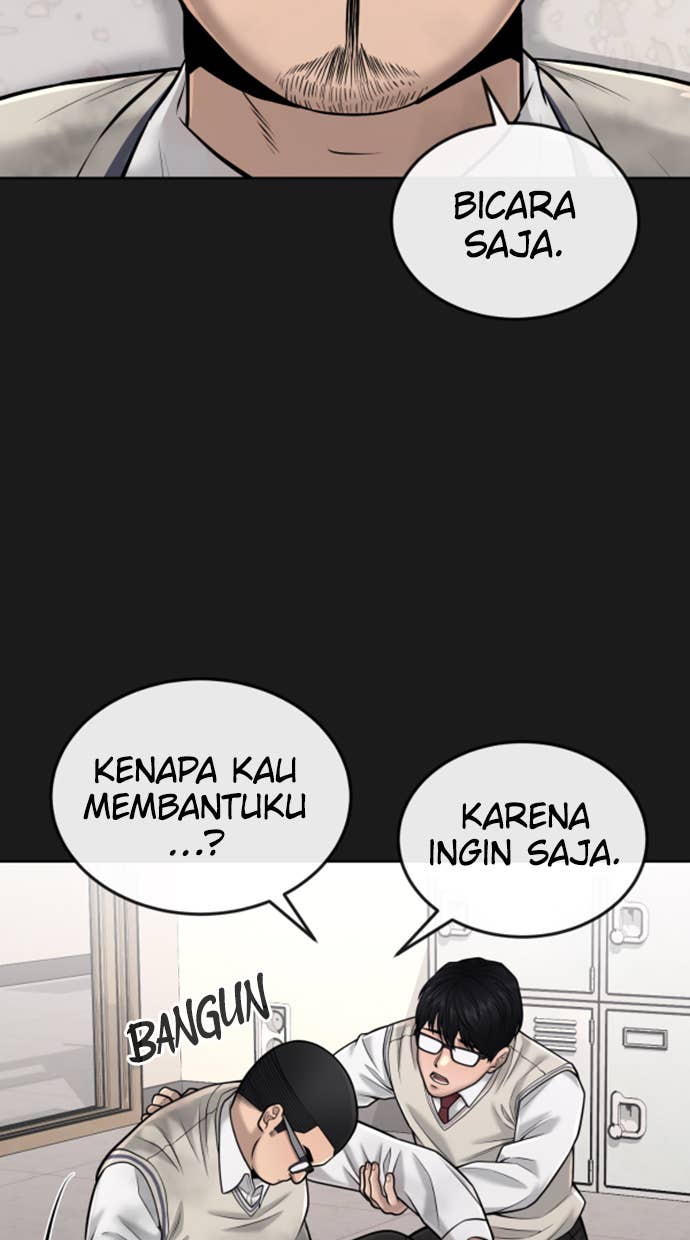 BICARA
SAJA.
KENAPA KAU
MEMBANTUKU
...?
KARENA
INGIN SAJA.
BANGUN